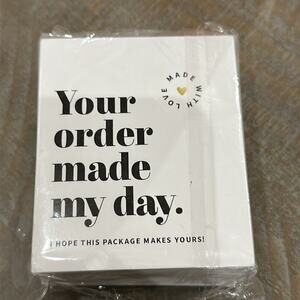 MADE WITH LOVE
Your
order
made
my day.
I HOPE THIS PACKAGE MAKES YOURS!